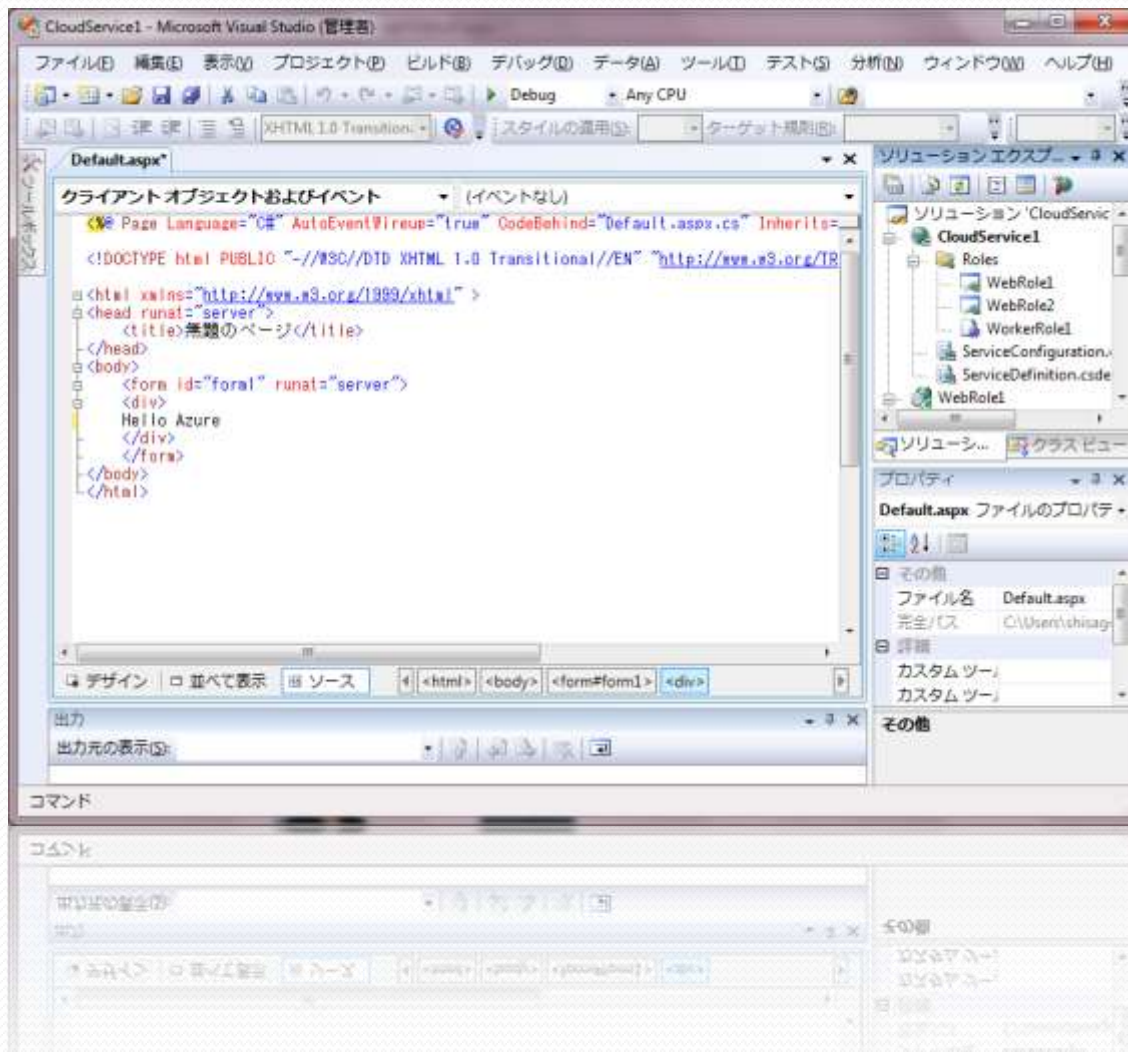 CloudService1 - Microsoft Visual Studio (管理者)
ファイル(F) 編集(E) 表示(V) プロジェクト(P) ビルド(B) デバッグ(D) データ(A) ツール(T) テスト(S) 分析(N) ウィンドウ(W) ヘルプ(H)
Debug Any CPU
XHTML 1.0 Transition スタイルの適用(S): ターゲット規則(R):
ツールボックス
Default.aspx*
クライアント オブジェクトおよびイベント (イベントなし)
<%@ Page Language="C#" AutoEventWireup="true" CodeBehind="Default.aspx.cs" Inherits=
<!DOCTYPE html PUBLIC "-//W3C//DTD XHTML 1.0 Transitional//EN" "http://www.w3.org/TR
<html xmlns="http://www.w3.org/1999/xhtml" >
<head runat="server">
<title>無題のページ</title>
</head>
<body>
<form id="form1" runat="server">
<div>
Hello Azure
</div>
</form>
</body>
</html>
デザイン 並べて表示 ソース <html> <body> <form#form1> <div>
出力
出力元の表示(S):
コマンド
ソリューション エクスプ...
ソリューション 'CloudServic
CloudService1
Roles
WebRole1
WebRole2
WorkerRole1
ServiceConfiguration.
ServiceDefinition.csde
WebRole1
ソリューシ... クラス ビュー
プロパティ
Default.aspx ファイルのプロパテ
その他
ファイル名 Default.aspx
完全パス C:\Users\shisag
詳細
カスタム ツー
カスタム ツー
その他